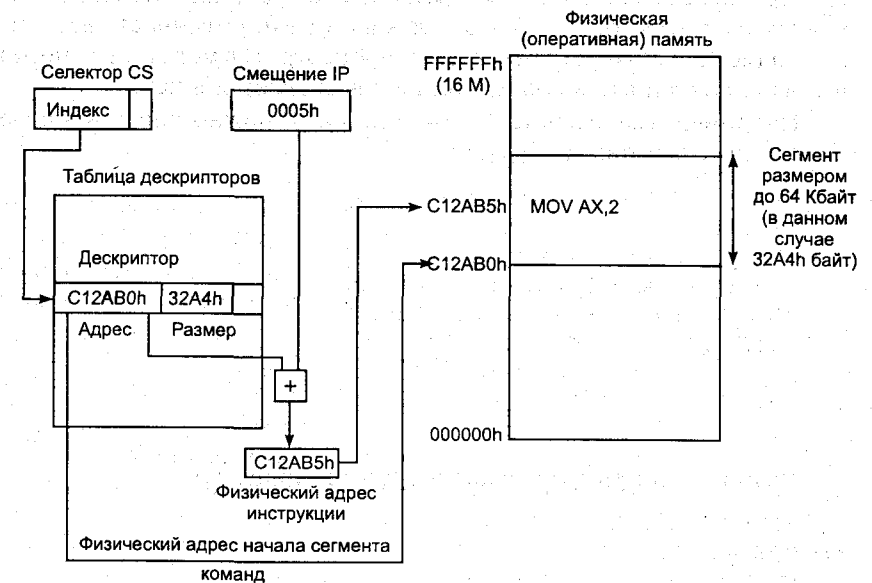 Физическая
(оперативная) память
FFFFFFh
(16 M)
Селектор CS
Смещение IP
Индекс
0005h
Таблица дескрипторов
Сегмент
размером
до 64 Кбайт
(в данном
случае
32A4h байт)
C12AB5h
MOV AX,2
Дескриптор
C12AB0h
C12AB0h
32A4h
Адрес
Размер
+
000000h
C12AB5h
Физический адрес
инструкции
Физический адрес начала сегмента
команд